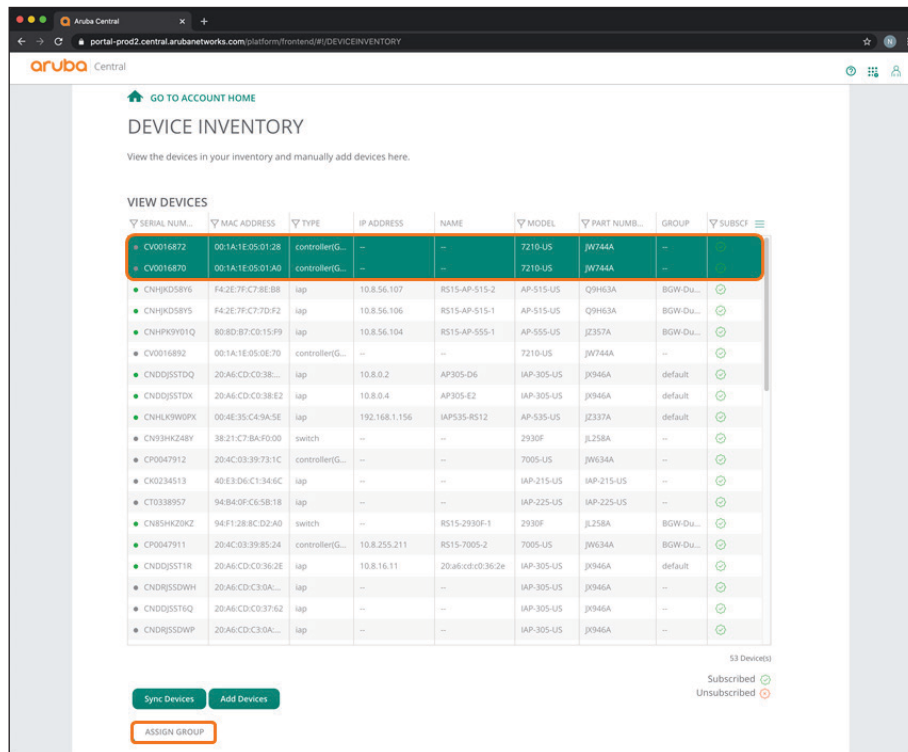 Aruba Central
portal-prod2.central.arubanetworks.com/platform/frontend/#!/DEVICEINVENTORY
N
aruba Central
GO TO ACCOUNT HOME
DEVICE INVENTORY
View the devices in your inventory and manually add devices here.
VIEW DEVICES
SERIAL NUM... MAC ADDRESS TYPE IP ADDRESS NAME MODEL PART NUMB... GROUP SUBSCF
CV0016872 00:1A:1E:05:01:28 controller(G... -- -- 7210-US JW744A --
CV0016870 00:1A:1E:05:01:A0 controller(G... -- -- 7210-US JW744A --
CNHJKD58Y6 F4:2E:7F:C7:8E:B8 iap 10.8.56.107 RS15-AP-515-2 AP-515-US Q9H63A BGW-Du...
CNHJKD58Y5 F4:2E:7F:C7:7D:F2 iap 10.8.56.106 RS15-AP-515-1 AP-515-US Q9H63A BGW-Du...
CNHPK9Y01Q 80:8D:B7:C0:15:F9 iap 10.8.56.104 RS15-AP-555-1 AP-555-US JZ357A BGW-Du...
CV0016892 00:1A:1E:05:0E:70 controller(G... -- -- 7210-US JW744A --
CNDDJSSTDQ 20:A6:CD:C0:38:... iap 10.8.0.2 AP305-D6 IAP-305-US JX946A default
CNDDJSSTDX 20:A6:CD:C0:38:E2 iap 10.8.0.4 AP305-E2 IAP-305-US JX946A default
CNHLK9W0PX 00:4E:35:C4:9A:5E iap 192.168.1.156 IAP535-RS12 AP-535-US JZ337A default
CN93HKZ48Y 38:21:C7:8A:F0:00 switch -- -- 2930F JL258A --
CP0047912 20:4C:03:39:73:1C controller(G... -- -- 7005-US JW634A --
CK0234513 40:E3:D6:C1:34:6C iap -- -- IAP-215-US IAP-215-US --
CT0338957 94:B4:0F:C6:5B:18 iap -- -- IAP-225-US IAP-225-US --
CN85HKZ0KZ 94:F1:28:8C:D2:A0 switch -- RS15-2930F-1 2930F JL258A BGW-Du...
CP0047911 20:4C:03:39:85:24 controller(G... 10.8.255.211 RS15-7005-2 7005-US JW634A BGW-Du...
CNDDJSST1R 20:A6:CD:C0:36:2E iap 10.8.16.11 20:a6:cd:c0:36:2e IAP-305-US JX946A default
CNDRJSSDWH 20:A6:CD:C3:0A:... iap -- -- IAP-305-US JX946A --
CNDDJSST6Q 20:A6:CD:C0:37:62 iap -- -- IAP-305-US JX946A --
CNDRJSSDWP 20:A6:CD:C3:0A:... iap -- -- IAP-305-US JX946A --
53 Device(s)
Subscribed
Unsubscribed
Sync Devices Add Devices
ASSIGN GROUP